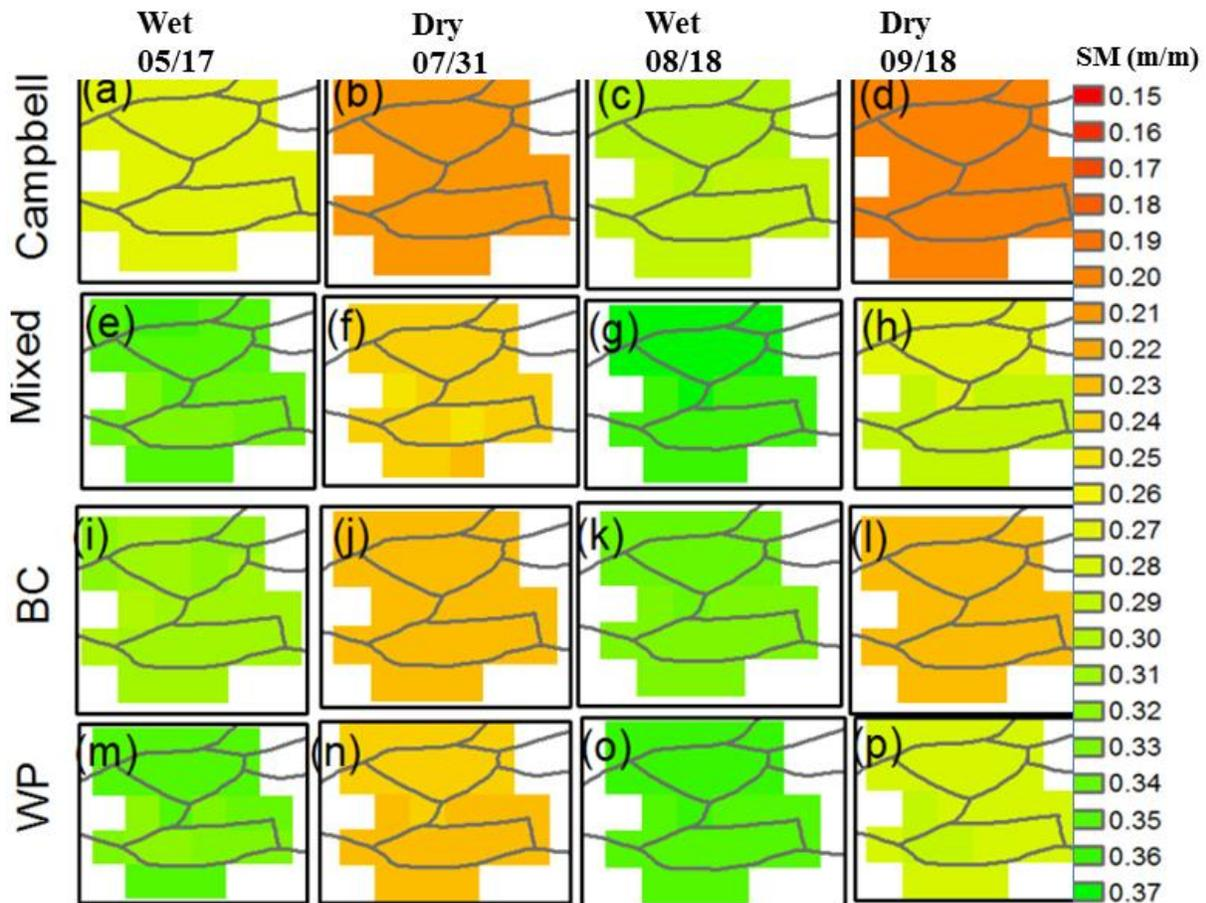 Wet
05/17
Dry
07/31
Wet
08/18
Dry
09/18
SM (m/m)
Campbell
(a)
(b)
(c)
(d)
Mixed
(e)
(f)
(g)
(h)
BC
(i)
(j)
(k)
(l)
WP
(m)
(n)
(o)
(p)
0.15
0.16
0.17
0.18
0.19
0.20
0.21
0.22
0.23
0.24
0.25
0.26
0.27
0.28
0.29
0.30
0.31
0.32
0.33
0.34
0.35
0.36
0.37